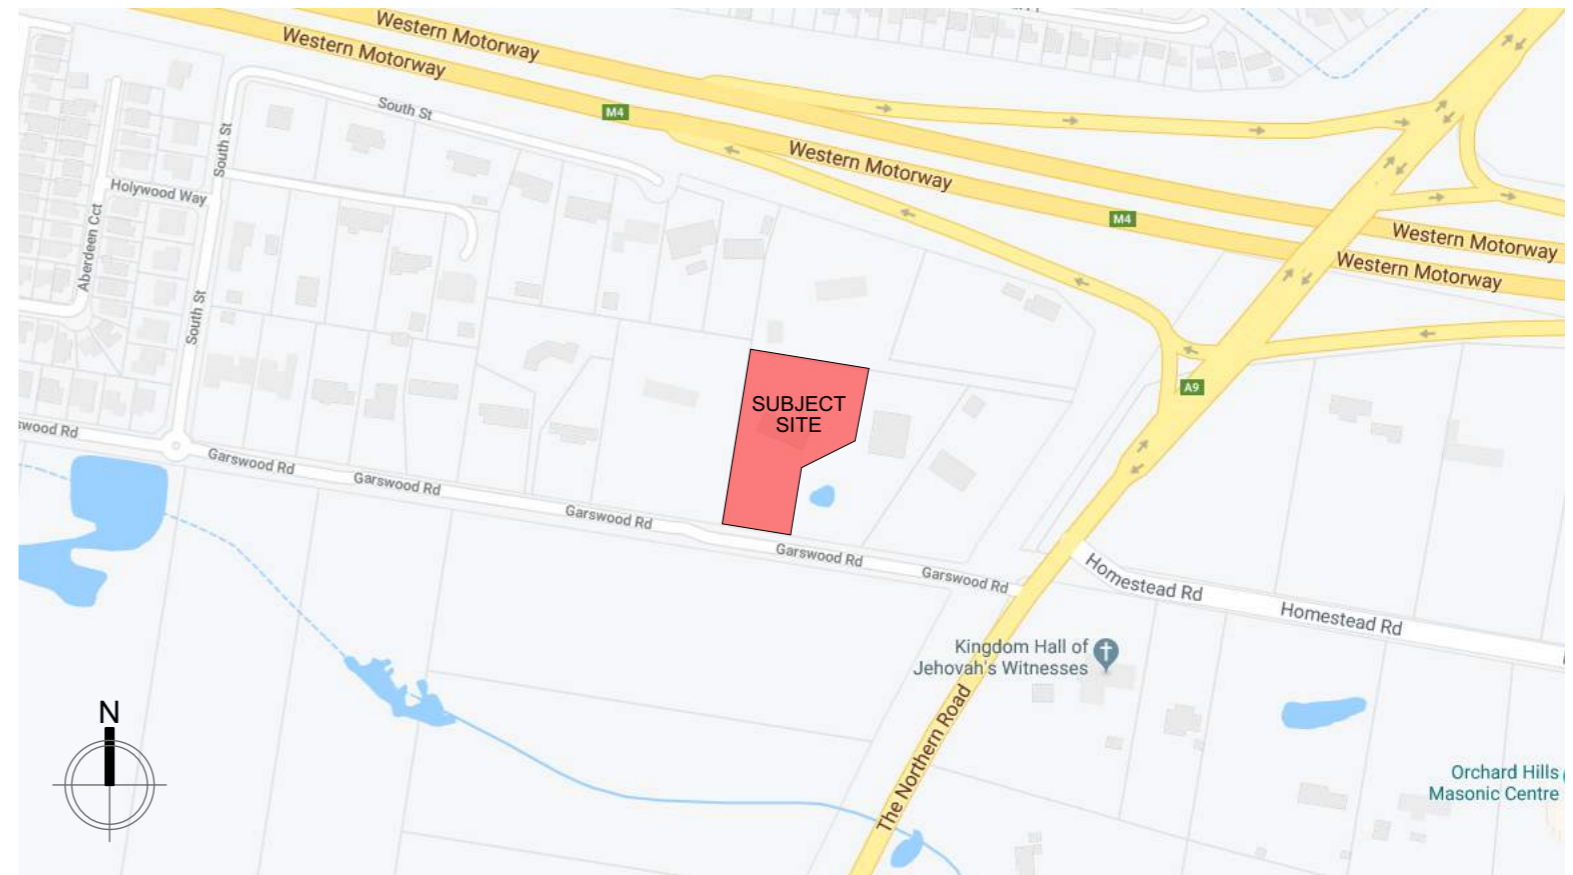 Western Motorway
Western Motorway
South St
M4
South St
Western Motorway
Holywood Way
M4
Aberdeen Cct
Western Motorway
Western Motorway
South St
A9
SUBJECT
SITE
swood Rd
Garswood Rd
Garswood Rd
Garswood Rd
Garswood Rd
Garswood Rd
Homestead Rd
Homestead Rd
Kingdom Hall of
Jehovah's Witnesses
The Northern Road
N
Orchard Hills
Masonic Centre